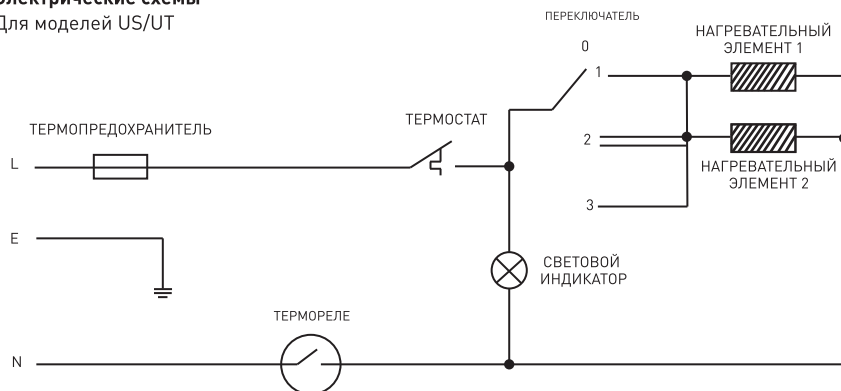 Электрические схемы
Для моделей US/UT
ПЕРЕКЛЮЧАТЕЛЬ
0
1
2
3
НАГРЕВАТЕЛЬНЫЙ
ЭЛЕМЕНТ 1
НАГРЕВАТЕЛЬНЫЙ
ЭЛЕМЕНТ 2
ТЕРМОПРЕДОХРАНИТЕЛЬ
ТЕРМОСТАТ
L
E
СВЕТОВОЙ
ИНДИКАТОР
ТЕРМОРЕЛЕ
N